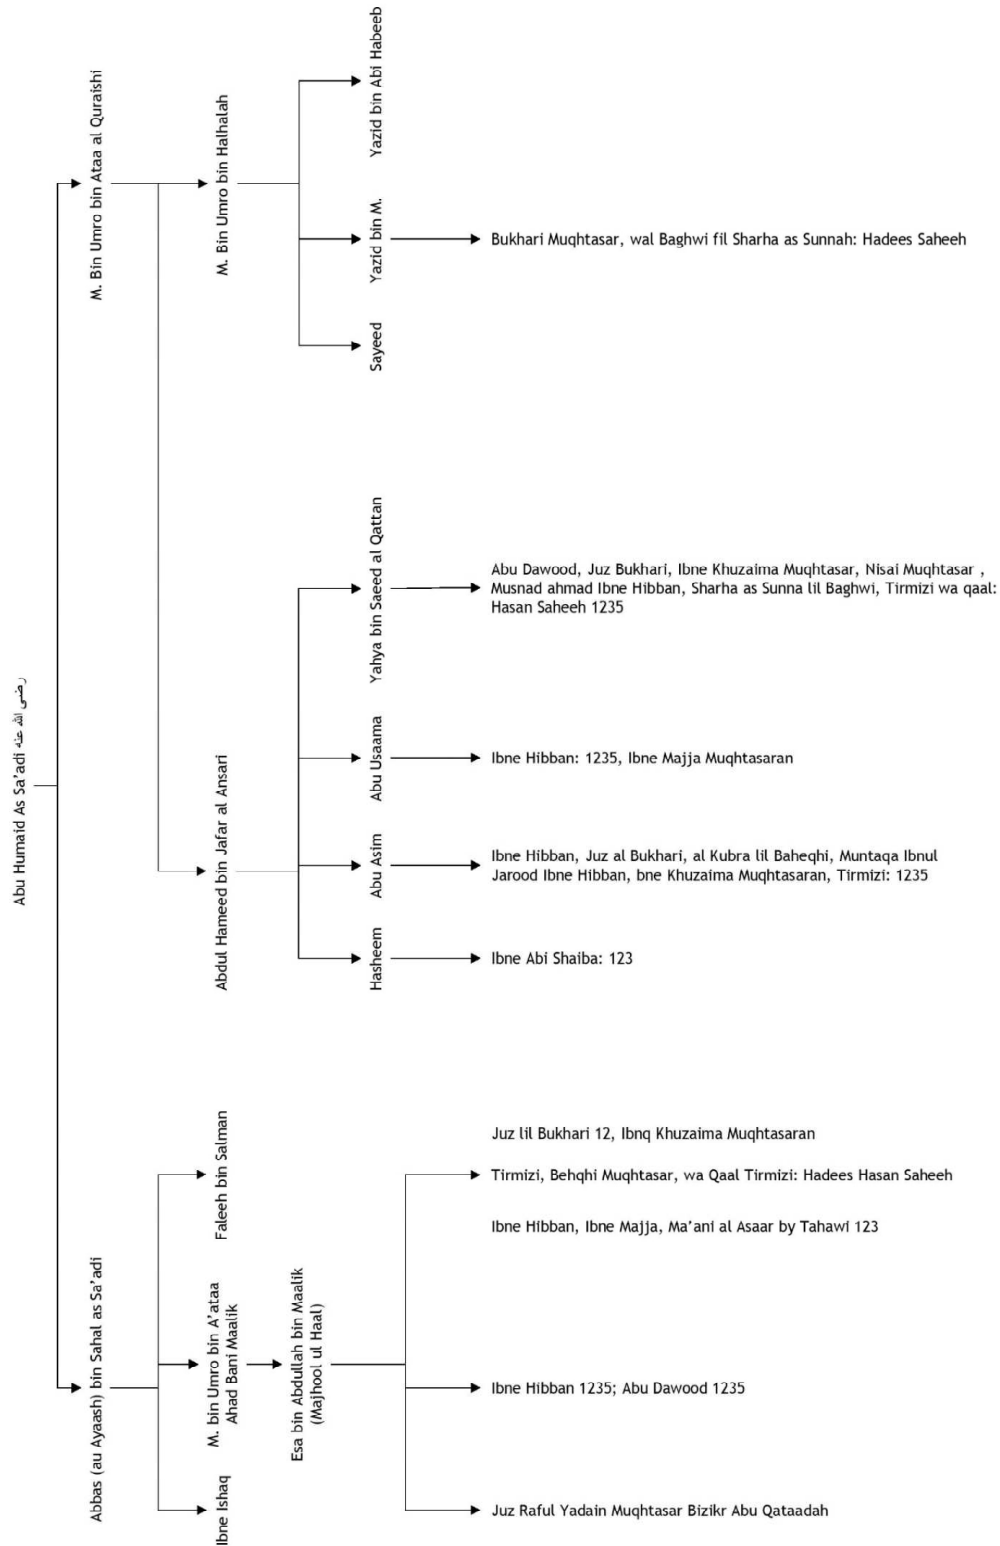 Abu Humaid As Sa'adi رضي الله عنه
M. Bin Umro bin Ataa al Quraishi
M. Bin Umro bin Halhalah
Yazid bin Abi Habeeb
Yazid bin M.
Bukhari Muqhtasar, wal Baghwi fil Sharha as Sunnah: Hadees Saheeh
Sayeed
Abdul Hameed bin Jafar al Ansari
Yahya bin Saeed al Qattan
Abu Dawood, Juz Bukhari, Ibne Khuzaima Muqhtasar, Nisai Muqhtasar ,
Musnad ahmad Ibne Hibban, Sharha as Sunna lil Baghwi, Tirmizi wa qaal:
Hasan Saheeh 1235
Abu Usaama
Ibne Hibban: 1235, Ibne Majja Muqhtasaran
Abu Asim
Ibne Hibban, Juz al Bukhari, al Kubra lil Baheqhi, Muntaqa Ibnul
Jarood Ibne Hibban, bne Khuzaima Muqhtasaran, Tirmizi: 1235
Hasheem
Ibne Abi Shaiba: 123
Abbas (au Ayaash) bin Sahal as Sa'adi
Faleeh bin Salman
M. bin Umro bin A'ataa
Ahad Bani Maalik
Ibne Ishaq
Esa bin Abdullah bin Maalik
(Majhool ul Haal)
Juz lil Bukhari 12, Ibnq Khuzaima Muqhtasaran
Tirmizi, Behqhi Muqhtasar, wa Qaal Tirmizi: Hadees Hasan Saheeh
Ibne Hibban, Ibne Majja, Ma'ani al Asaar by Tahawi 123
Ibne Hibban 1235; Abu Dawood 1235
Juz Raful Yadain Muqhtasar Bizikr Abu Qataadah